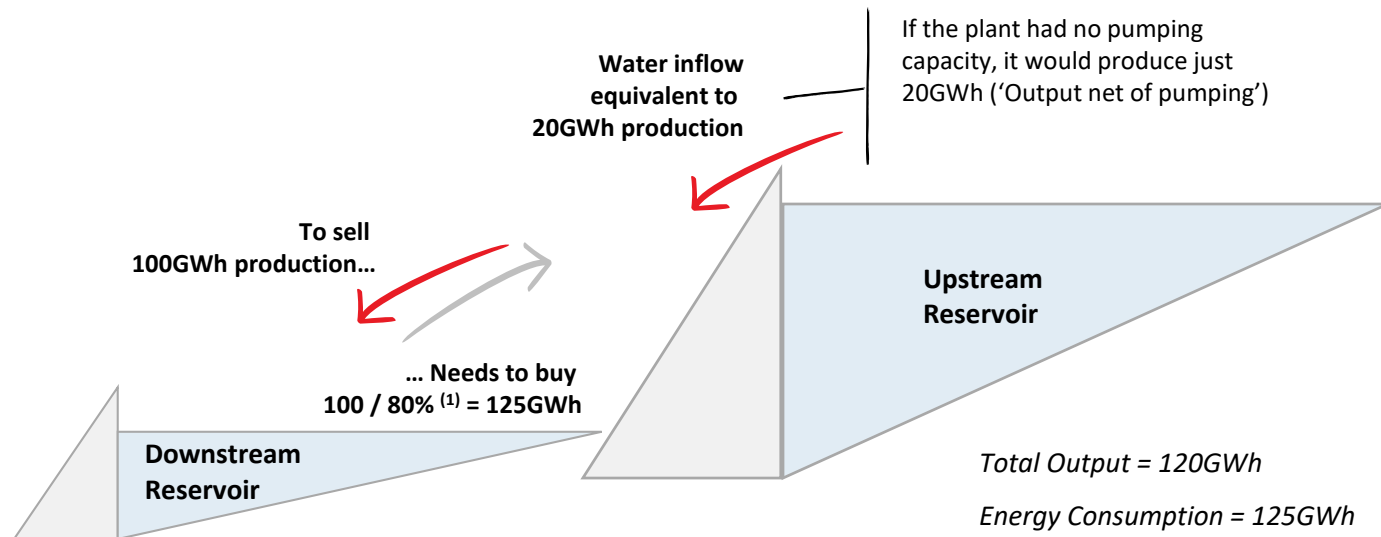 If the plant had no pumping
capacity, it would produce just
20GWh (‘Output net of pumping’)
Water inflow
equivalent to
20GWh production
To sell
100GWh production…
Upstream
Reservoir
… Needs to buy
100 / 80% (1) = 125GWh
Downstream
Reservoir
Total Output = 120GWh
Energy Consumption = 125GWh